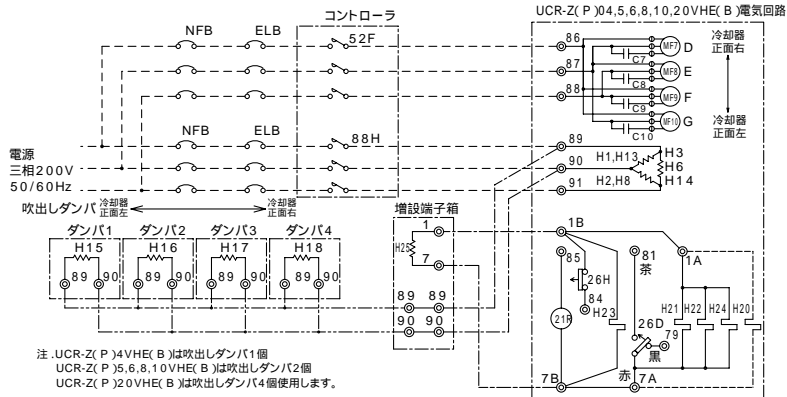 UCR-Z(P)04,5,6,8,10,20VHE(B)電気回路
コントローラ
NFB ELB 52F
86 C7 MF7 D
冷却器
正面右
87 C8 MF8 E
88 C9 MF9 F
C10 MF10 G
冷却器
正面左
NFB ELB 88H
89
90
91
H1,H13
H3
H6
H2,H8
H14
電源
三相200V
50/60Hz
吹出しダンパ 冷却器正面左 冷却器正面右
ダンパ1 ダンパ2 ダンパ3 ダンパ4
H15 H16 H17 H18
89 90 89 90 89 90 89 90
増設端子箱
1
H25
7
89 89
90 90
1B
85
26H
84
H23
21R
7B
81
茶
1A
26D
79
黒
赤
7A
H21 H22 H24 H20
注.UCR-Z(P)4VHE(B)は吹出しダンパ1個
UCR-Z(P)5,6,8,10VHE(B)は吹出しダンパ2個
UCR-Z(P)20VHE(B)は吹出しダンパ4個使用します。